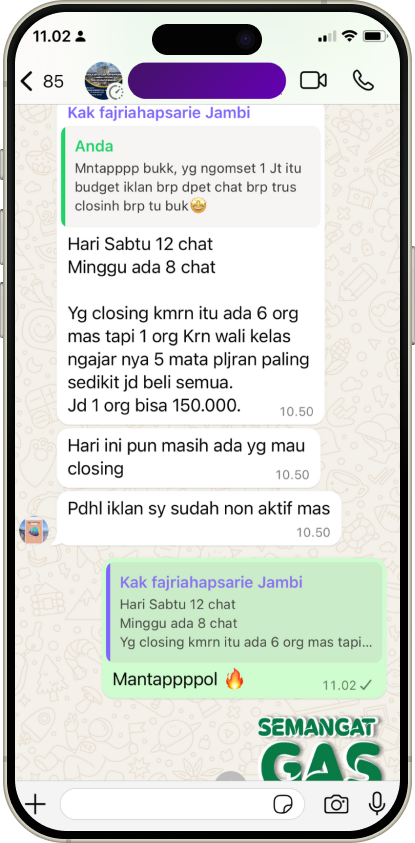 11.02
85
Kak fajriahapsarie Jambi
Anda
Mntapppp bukk, yg ngomset 1 Jt itu
budget iklan brp dpet chat brp trus
closinh brp tu buk🤩
Hari Sabtu 12 chat
Minggu ada 8 chat
Yg closing kmrn itu ada 6 org
mas tapi 1 org Krn wali kelas
ngajar nya 5 mata pljran paling
sedikit jd beli semua.
Jd 1 org bisa 150.000.
10.50
Hari ini pun masih ada yg mau
closing
10.50
Pdhl iklan sy sudah non aktif mas
10.50
Kak fajriahapsarie Jambi
Hari Sabtu 12 chat
Minggu ada 8 chat
Yg closing kmrn itu ada 6 org mas tapi...
Mantappppol 🔥
11.02
SEMANGAT
GAS